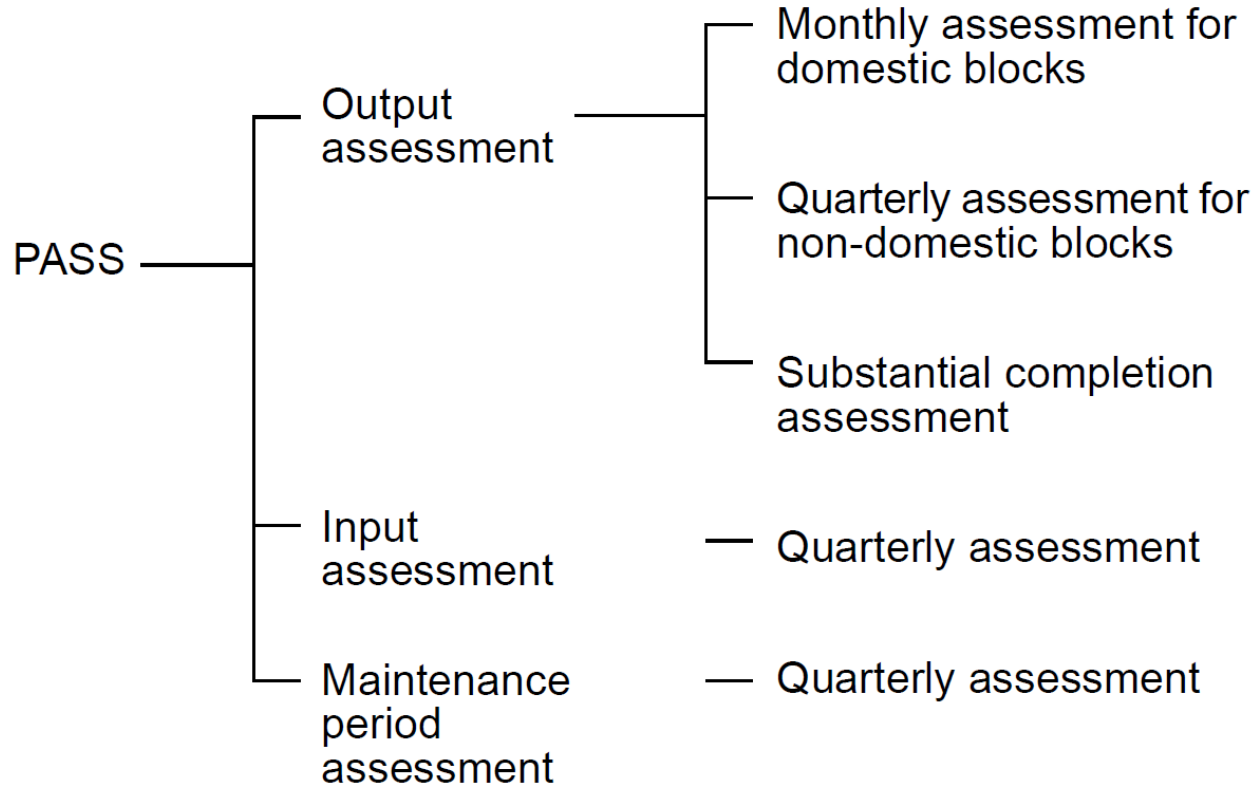 PASS
Output
assessment
Monthly assessment for
domestic blocks
Quarterly assessment for
non-domestic blocks
Substantial completion
assessment
Input
assessment
Quarterly assessment
Maintenance
period
assessment
Quarterly assessment